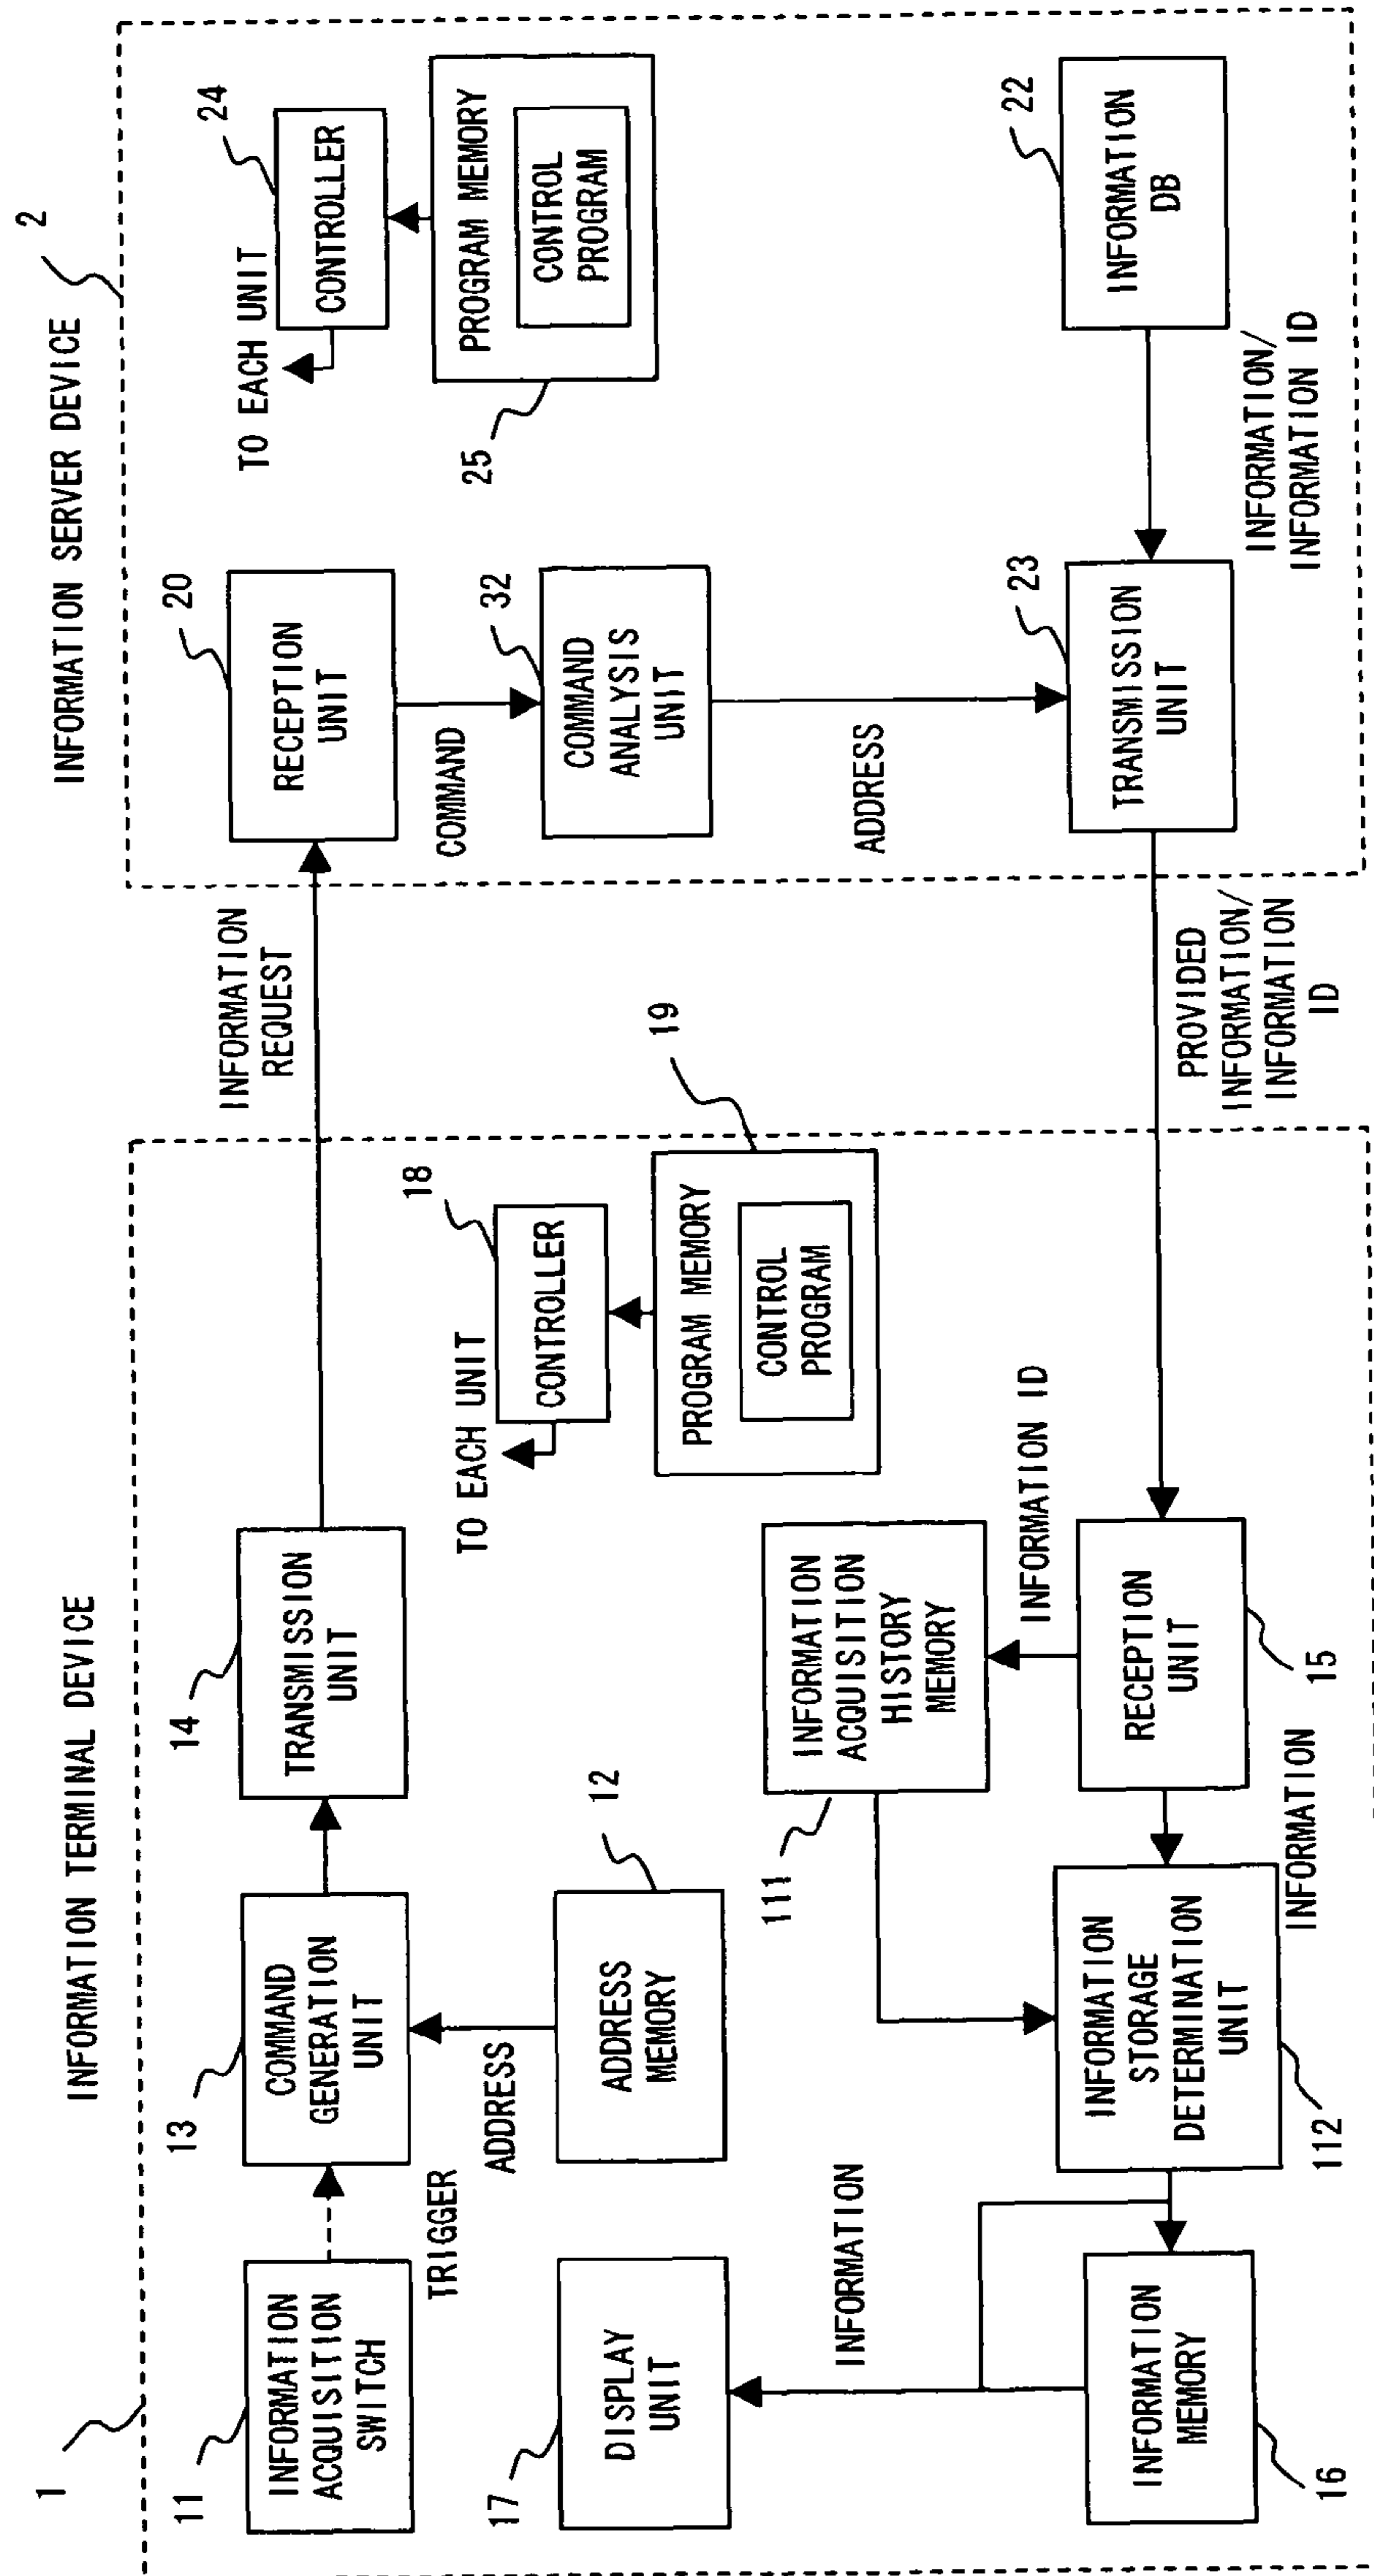 INFORMATION TERMINAL DEVICE
1
11
INFORMATION
ACQUISITION
SWITCH
TRIGGER
13
COMMAND
GENERATION
UNIT
14
TRANSMISSION
UNIT
ADDRESS
12
ADDRESS
MEMORY
17
DISPLAY
UNIT
INFORMATION
16
INFORMATION
MEMORY
112
INFORMATION
STORAGE
DETERMINATION
UNIT
INFORMATION
111
INFORMATION
ACQUISITION
HISTORY
MEMORY
INFORMATION ID
15
RECEPTION
UNIT
TO EACH UNIT
18
CONTROLLER
19
PROGRAM MEMORY
CONTROL
PROGRAM
INFORMATION
REQUEST
PROVIDED
INFORMATION/
INFORMATION
ID
INFORMATION SERVER DEVICE
2
20
RECEPTION
UNIT
COMMAND
32
COMMAND
ANALYSIS
UNIT
ADDRESS
23
TRANSMISSION
UNIT
TO EACH UNIT
24
CONTROLLER
25
PROGRAM MEMORY
CONTROL
PROGRAM
22
INFORMATION
DB
INFORMATION/
INFORMATION ID